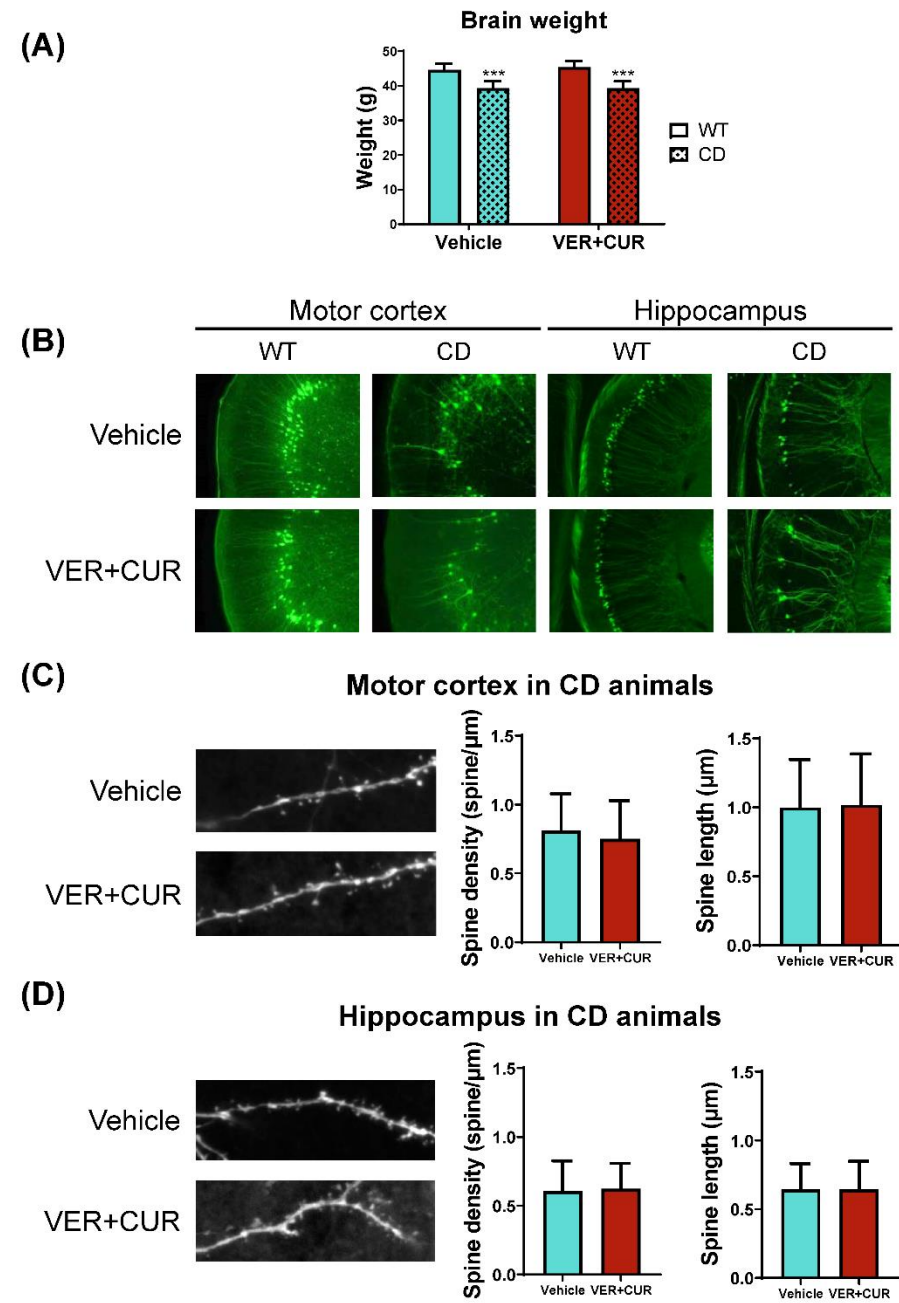 (A)
Brain weight
Weight (g)
50
40
30
20
10
0
***
***
Vehicle
VER+CUR
WT
CD
(B)
Motor cortex
Hippocampus
WT
CD
WT
CD
Vehicle
VER+CUR
(C)
Motor cortex in CD animals
Vehicle
VER+CUR
Spine density (spine/µm)
1.5
1.0
0.5
0.0
Vehicle
VER+CUR
Spine length (µm)
1.5
1.0
0.5
0.0
Vehicle
VER+CUR
(D)
Hippocampus in CD animals
Vehicle
VER+CUR
Spine density (spine/µm)
1.5
1.0
0.5
0.0
Vehicle
VER+CUR
Spine length (µm)
1.5
1.0
0.5
0.0
Vehicle
VER+CUR